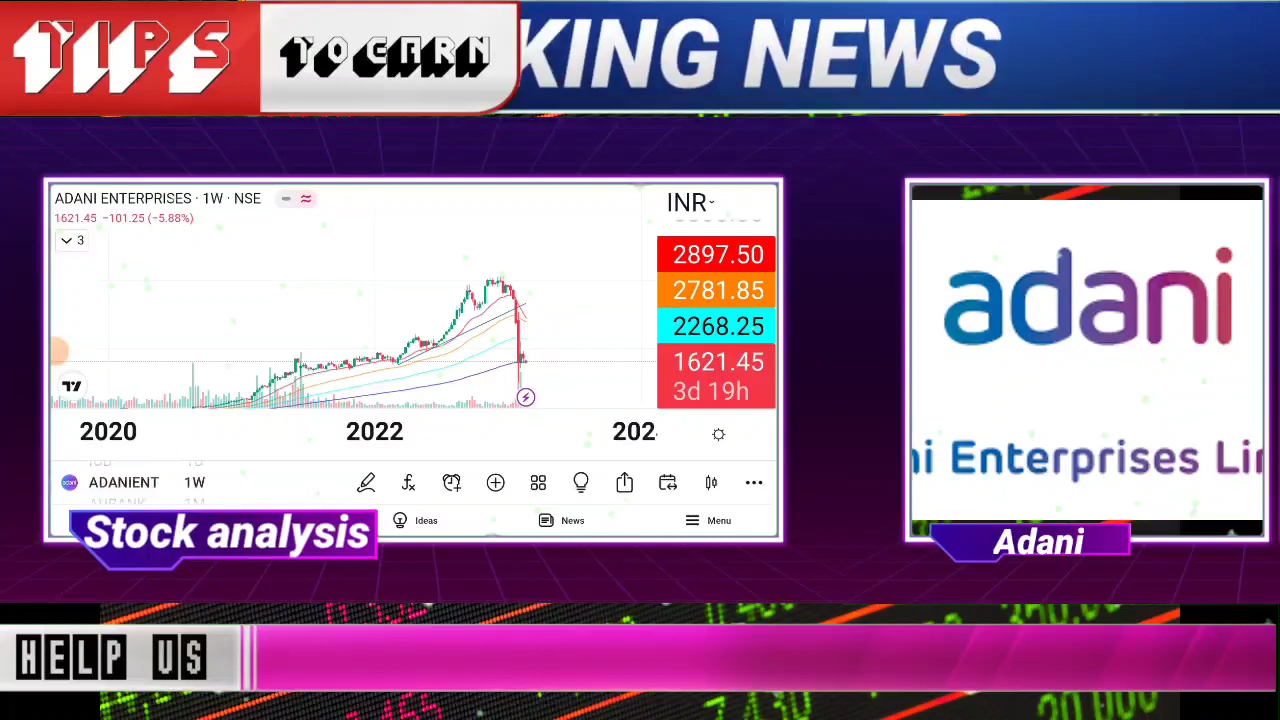 TIPS
TO EARN
KING NEWS
ADANI ENTERPRISES · 1W · NSE
1621.45 −101.25 (−5.88%)
3
INR
2897.50
2781.85
2268.25
1621.45
3d 19h
2020
2022
202
ADANIENT 1W
Ideas
News
Menu
Stock analysis
adani
ni Enterprises Lin
Adani
HELP US